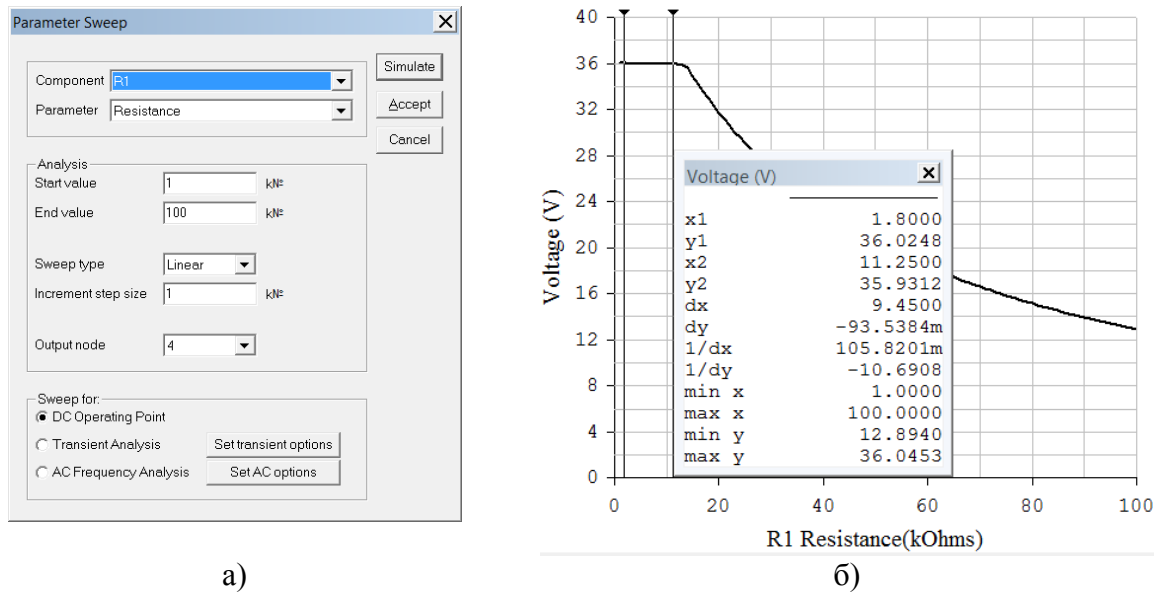 Parameter Sweep
Component R1
Parameter Resistance
Simulate
Accept
Cancel
Analysis
Start value 1 k№
End value 100 k№
Sweep type Linear
Increment step size 1 k№
Output node 4
Sweep for:
DC Operating Point
Transient Analysis Set transient options
AC Frequency Analysis Set AC options
а)
40
36
32
28
24
20
16
12
8
4
0
Voltage (V)
Voltage (V)
x1 1.8000
y1 36.0248
x2 11.2500
y2 35.9312
dx 9.4500
dy -93.5384m
1/dx 105.8201m
1/dy -10.6908
min x 1.0000
max x 100.0000
min y 12.8940
max y 36.0453
0 20 40 60 80 100
R1 Resistance(kOhms)
б)